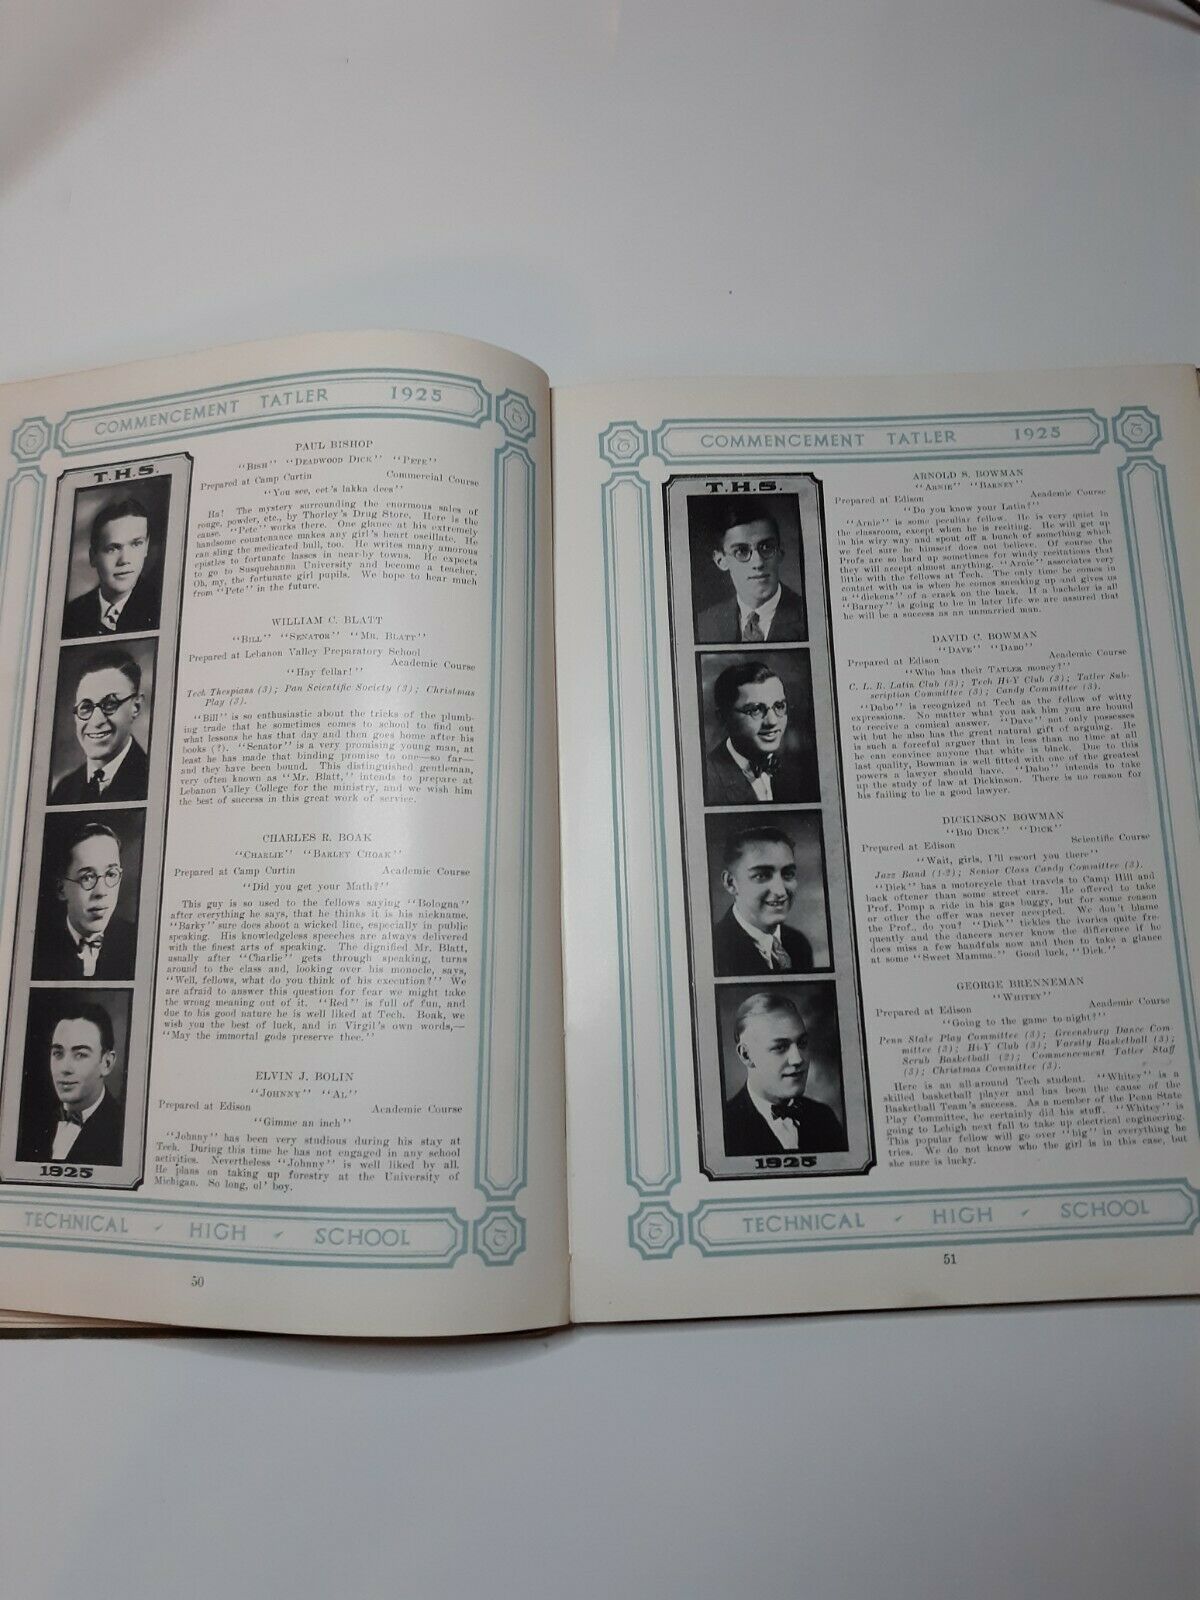 COMMENCEMENT TATLER 1925
T.H.S.
PAUL BISHOP
"BISH" "DEADWOOD DICK" "PETE"
Prepared at Camp Curtin Commercial Course
"You see, eet's lakka dees"
Ha! The mystery surrounding the enormous sales of
rouge, powder, etc., by Thorley's Drug Store. Here is the
cause. "Pete" works there. One glance at his extremely
handsome countenance makes any girl's heart oscillate. He
can sling the medicated bull, too. He writes many amorous
epistles to fortunate lasses in near-by towns. He expects
to go to Susquehanna University and become a teacher.
Oh, my, the fortunate girl pupils. We hope to hear much
from "Pete" in the future.
WILLIAM C. BLATT
"BILL" "SENATOR" "MR. BLATT"
Prepared at Lebanon Valley Preparatory School
Academic Course
"Hay fellar!"
Tech Thespians (3); Pan Scientific Society (3); Christmas
Play (3).
"Bill" is so enthusiastic about the tricks of the plumb-
ing trade that he sometimes comes to school to find out
what lessons he has that day and then goes home after his
books (?). "Senator" is a very promising young man, at
least he has made that binding promise to one—so far—
and they have been bound. This distinguished gentleman,
very often known as "Mr. Blatt," intends to prepare at
Lebanon Valley College for the ministry, and we wish him
the best of success in this great work of service.
CHARLES R. BOAK
"CHARLIE" "BARLEY CHOAK"
Prepared at Camp Curtin Academic Course
"Did you get your Math?"
This guy is so used to the fellows saying "Bologna"
after everything he says, that he thinks it is his nickname.
"Barky" sure does shoot a wicked line, especially in public
speaking. His knowledgeless speeches are always delivered
with the finest arts of speaking. The dignified Mr. Blatt,
usually after "Charlie" gets through speaking, turns
around to the class and, looking over his monocle, says,
"Well, fellows, what do you think of his execution?" We
are afraid to answer this question for fear we might take
the wrong meaning out of it. "Red" is full of fun, and
due to his good nature he is well liked at Tech. Boak, we
wish you the best of luck, and in Virgil's own words,—
"May the immortal gods preserve thee."
ELVIN J. BOLIN
"JOHNNY" "AL"
Prepared at Edison Academic Course
"Gimme an inch"
"Johnny" has been very studious during his stay at
Tech. During this time he has not engaged in any school
activities. Nevertheless "Johnny" is well liked by all.
He plans on taking up forestry at the University of
Michigan. So long, ol' boy.
1925
TECHNICAL HIGH SCHOOL
50
COMMENCEMENT TATLER 1925
T.H.S.
ARNOLD S. BOWMAN
"ARNIE" "BARNEY"
Prepared at Edison Academic Course
"Do you know your Latin?"
"Arnie" is some peculiar fellow. He is very quiet in
the classroom, except when he is reciting. He will get up
in his wiry way and spout off a bunch of something which
we feel sure he himself does not believe. Of course the
Profs are so hard up sometimes for windy recitations that
they will accept almost anything. "Arnie" associates very
little with the fellows at Tech. The only time he comes in
contact with us is when he comes sneaking up and gives us
a "dickens" of a crack on the back. If a bachelor is all
"Barney" is going to be in later life we are assured that
he will be a success as an unmarried man.
DAVID C. BOWMAN
"DAVE" "DABO"
Prepared at Edison Academic Course
"Who has their TATLER money?"
C. L. R. Latin Club (3); Tech Hi-Y Club (3); Tatler Sub-
scription Committee (3); Candy Committee (3).
"Dabo" is recognized at Tech as the fellow of witty
expressions. No matter what you ask him you are bound
to receive a comical answer. "Dave" not only possesses
wit but he also has the great natural gift of arguing. He
is such a forceful arguer that in less than no time at all
he can convince anyone that white is black. Due to this
last quality, Bowman is well fitted with one of the greatest
powers a lawyer should have. "Dabo" intends to take
up the study of law at Dickinson. There is no reason for
his failing to be a good lawyer.
DICKINSON BOWMAN
"BIG DICK" "DICK"
Prepared at Edison Scientific Course
"Wait, girls, I'll escort you there"
Jazz Band (1-2); Senior Class Candy Committee (3).
"Dick" has a motorcycle that travels to Camp Hill and
back oftener than some street cars. He offered to take
Prof. Pomp a ride in his gas buggy, but for some reason
or other the offer was never accepted. We don't blame
the Prof., do you? "Dick" tickles the ivories quite fre-
quently and the dancers never know the difference if he
does miss a few handfuls now and then to take a glance
at some "Sweet Mamma." Good luck, "Dick."
GEORGE BRENNEMAN
"WHITEY"
Prepared at Edison Academic Course
"Going to the game to-night?"
Penn State Play Committee (3); Greensburg Dance Com-
mittee (3); Hi-Y Club (3); Varsity Basketball (3);
Scrub Basketball (2); Commencement Tatler Staff
(3); Christmas Committee (3).
Here is an all-around Tech student. "Whitey" is a
skilled basketball player and has been the cause of the
Basketball Team's success. As a member of the Penn State
Play Committee, he certainly did his stuff. "Whitey" is
going to Lehigh next fall to take up electrical engineering.
This popular fellow will go over "big" in everything he
tries. We do not know who the girl is in this case, but
she sure is lucky.
1925
TECHNICAL HIGH SCHOOL
51